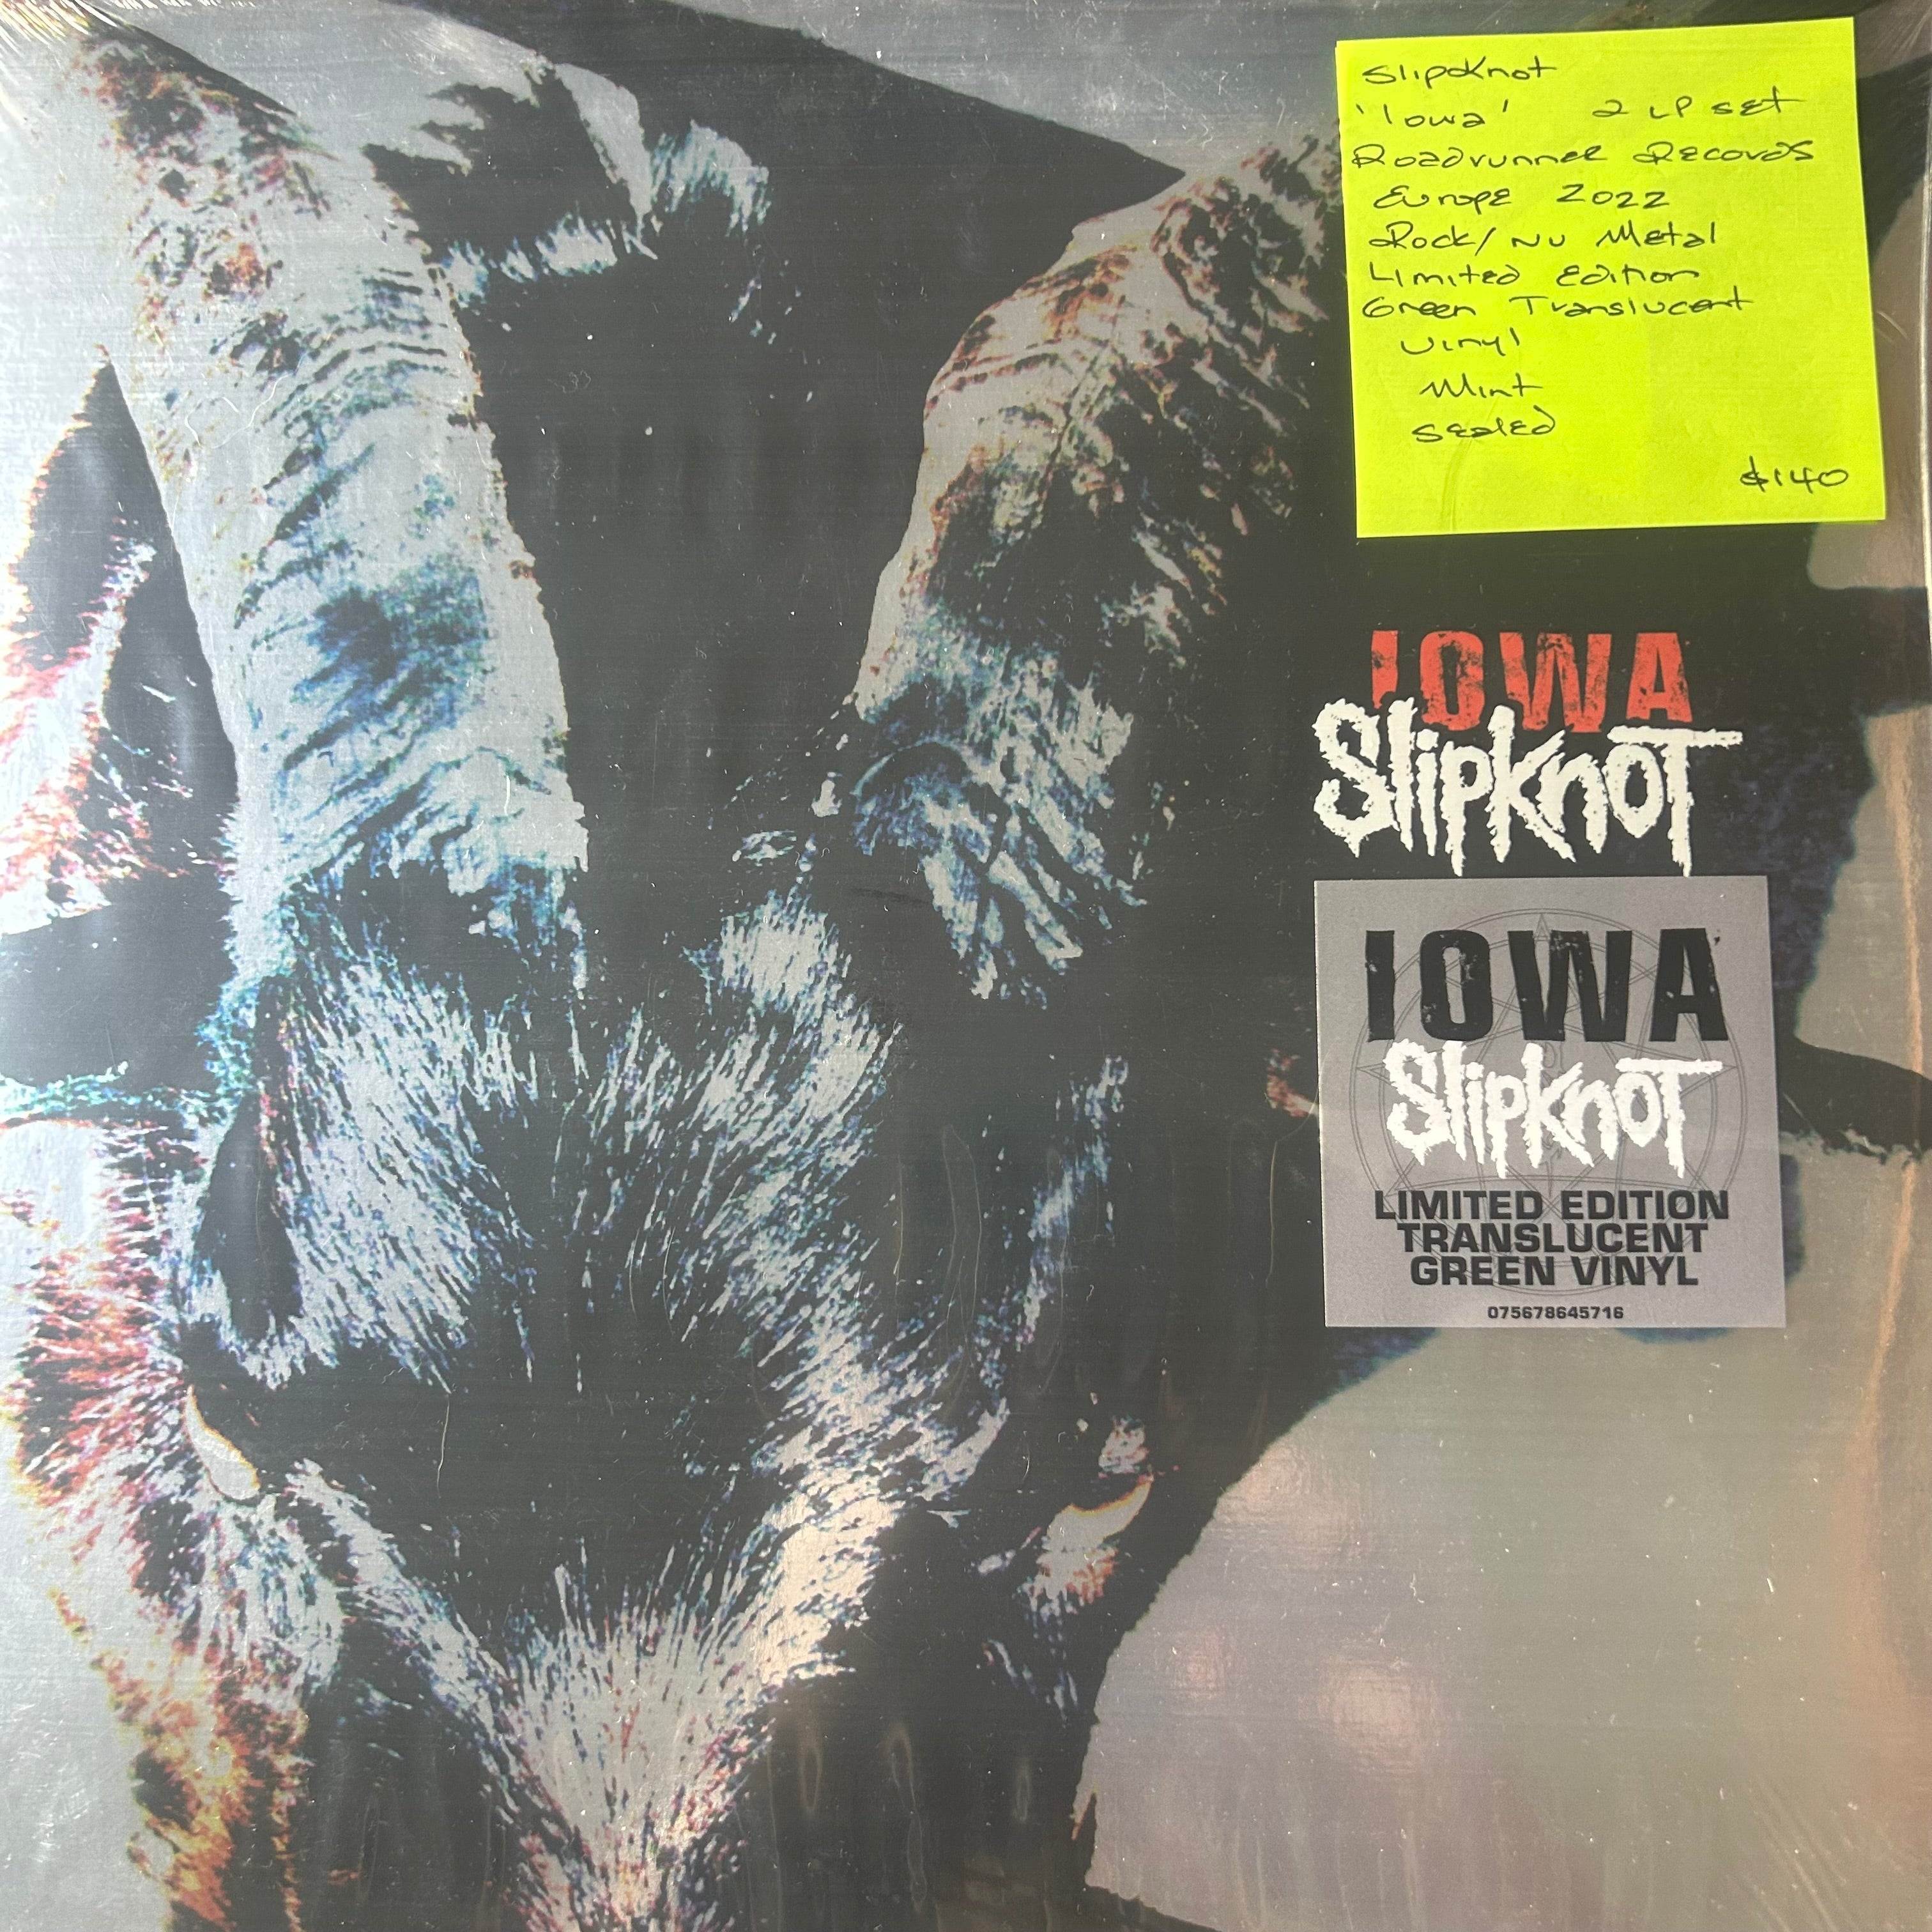 SlipKnot
'Iowa' 2 LP set
Roadrunner Records
Europe 2022
Rock/Nu Metal
Limited Edition
Green Translucent
Vinyl
Mint
Sealed
$140
IOWA
Slipknot
IOWA
Slipknot
LIMITED EDITION
TRANSLUCENT
GREEN VINYL
075678645716